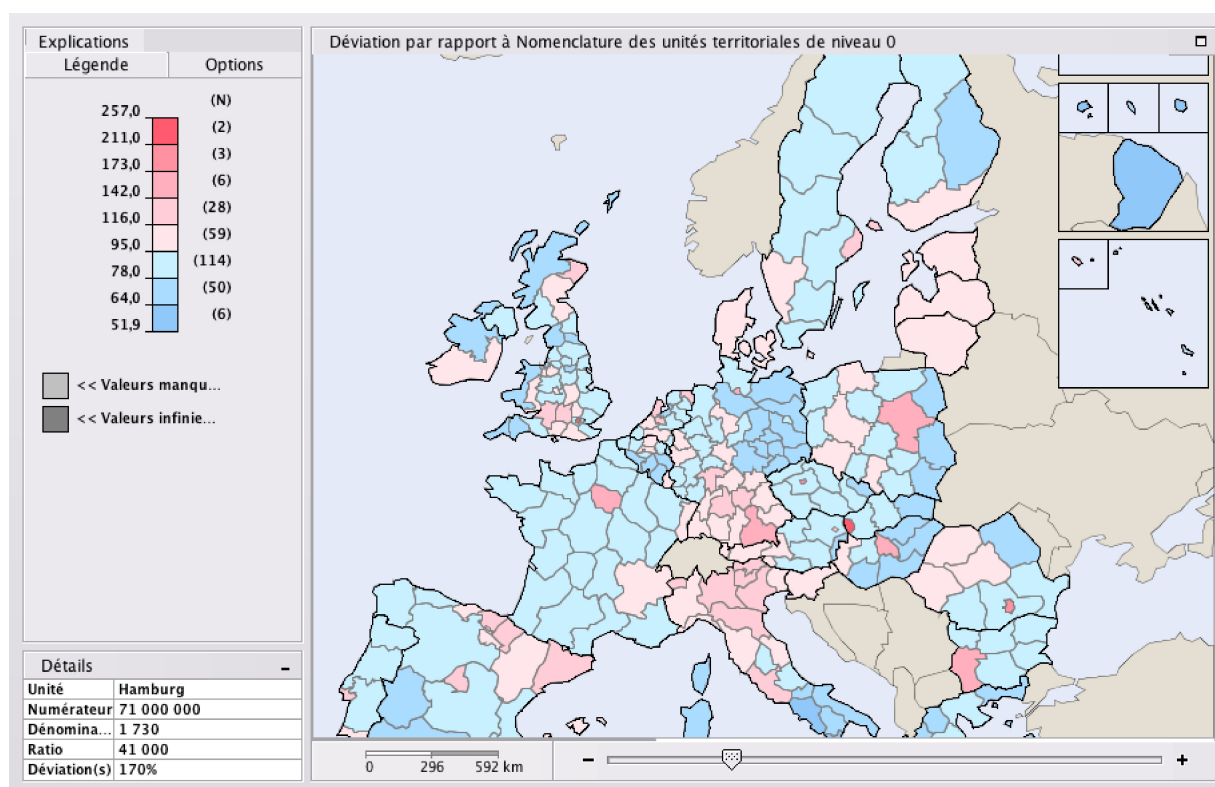 Explications
Déviation par rapport à Nomenclature des unités territoriales de niveau 0
Légende Options
(N)
257,0
(2)
211,0
(3)
173,0
(6)
142,0
(28)
116,0
(59)
95,0
(114)
78,0
(50)
64,0
(6)
51,9
<< Valeurs manqu...
<< Valeurs infinie...
Détails
Unité Hamburg
Numérateur 71 000 000
Dénomina... 1 730
Ratio 41 000
Déviation(s) 170%
0 296 592 km
- +